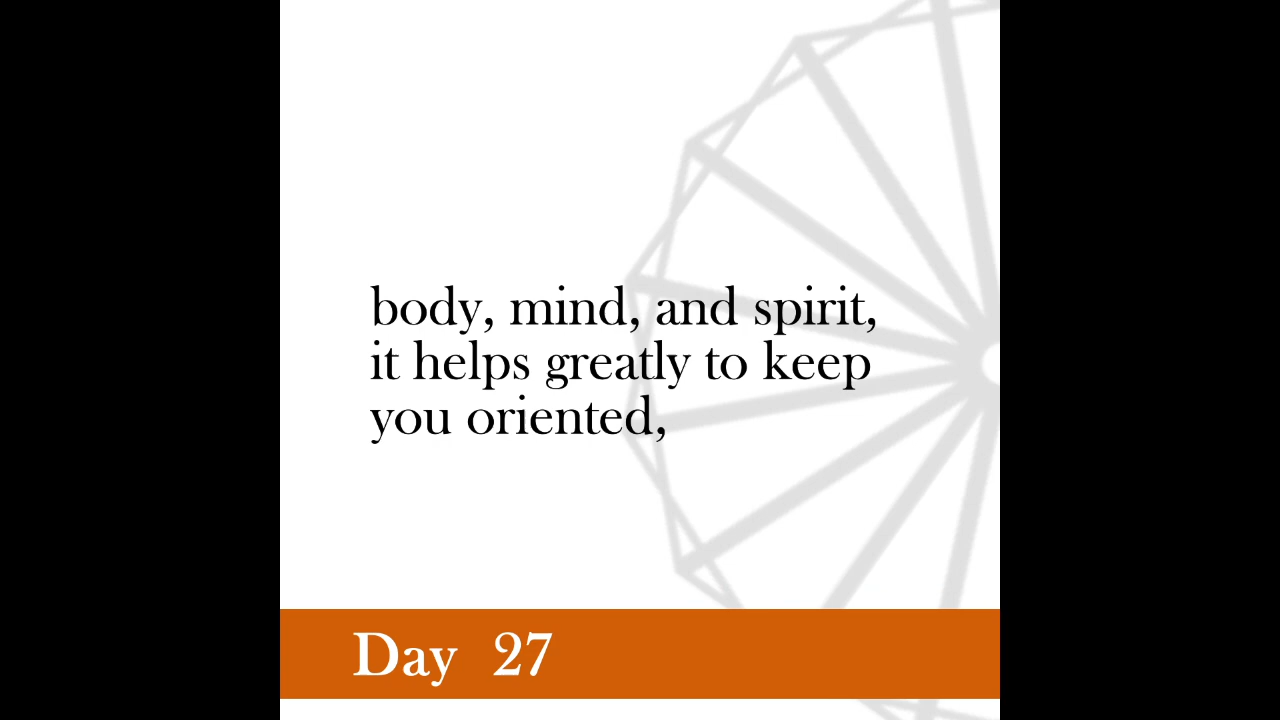 body, mind, and spirit,
it helps greatly to keep
you oriented,
Day 27